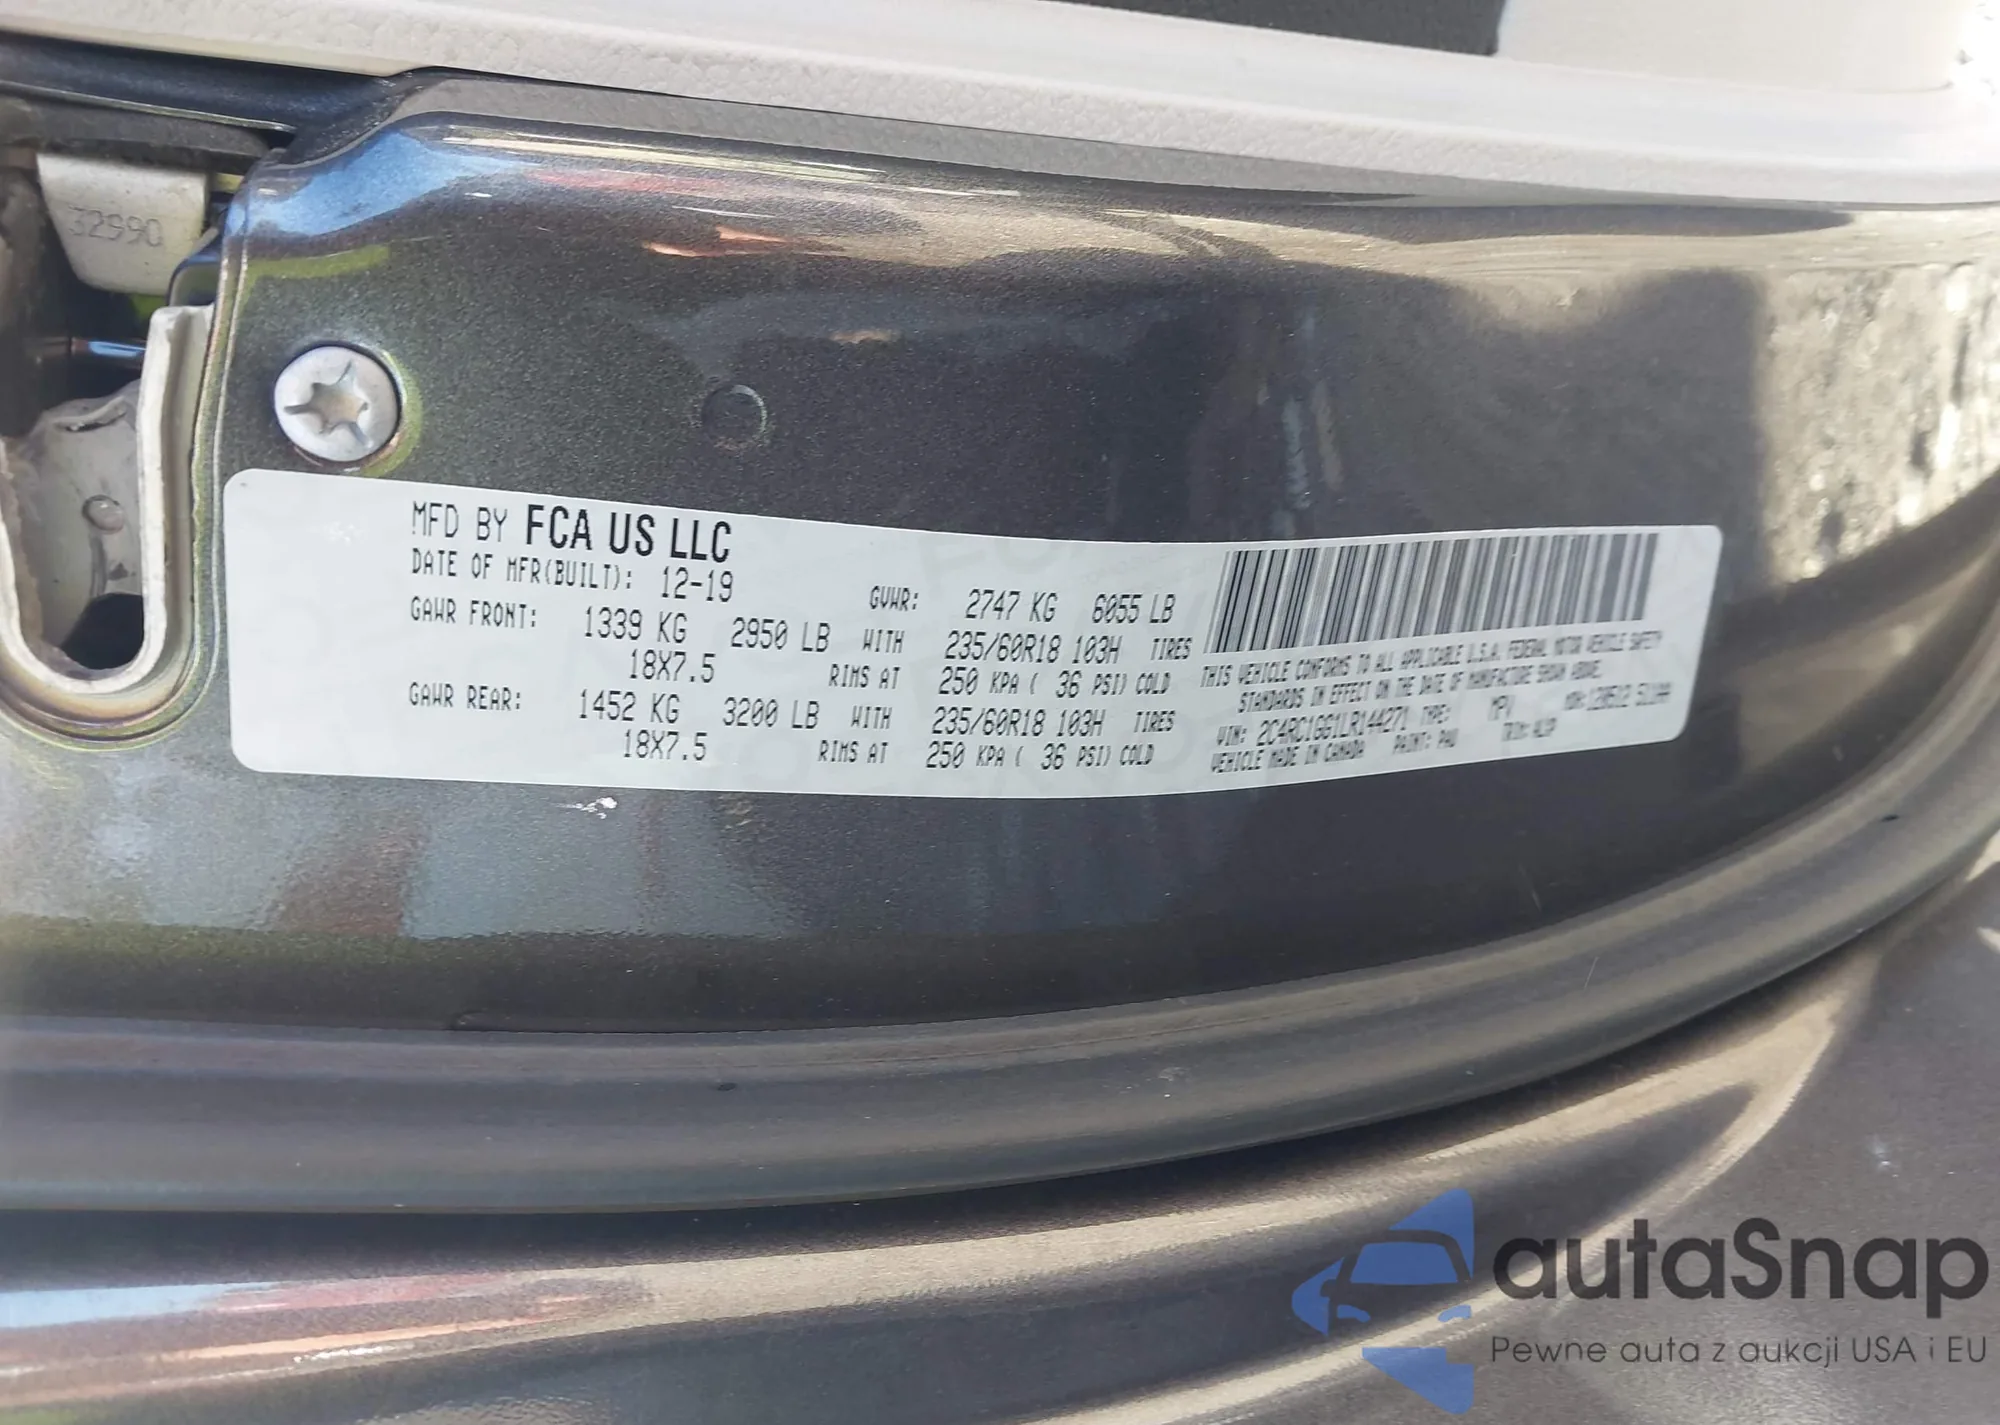 32990
MFD BY FCA US LLC
DATE OF MFR(BUILT): 12-19 GVWR: 2747 KG 6055 LB
GAWR FRONT: 1339 KG 2950 LB WITH 235/60R18 103H TIRES
18X7.5 RIMS AT 250 KPA ( 36 PSI) COLD
GAWR REAR: 1452 KG 3200 LB WITH 235/60R18 103H TIRES
18X7.5 RIMS AT 250 KPA ( 36 PSI) COLD
THIS VEHICLE CONFORMS TO ALL APPLICABLE U.S.A. FEDERAL MOTOR VEHICLE SAFETY
STANDARDS IN EFFECT ON THE DATE OF MANUFACTURE SHOWN ABOVE.
VIN: 2C4RC1GG1LR144271 TYPE: MPV MDH:
VEHICLE MADE IN CANADA PAINT: PAU TRIM:
autaSnap
Pewne auta z aukcji USA i EU